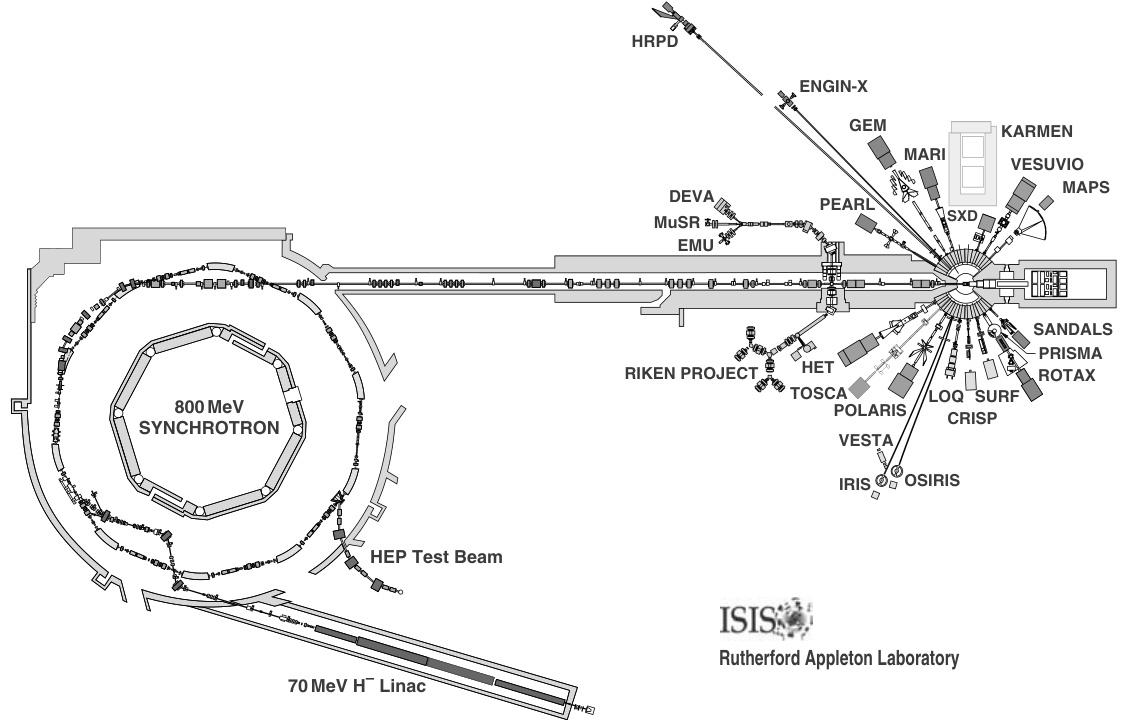 HRPD
ENGIN-X
GEM
KARMEN
MARI
VESUVIO
MAPS
DEVA
PEARL
SXD
MuSR
EMU
SANDALS
PRISMA
RIKEN PROJECT
HET
ROTAX
TOSCA
LOQ
SURF
POLARIS
CRISP
800 MeV
SYNCHROTRON
VESTA
IRIS
OSIRIS
HEP Test Beam
ISIS
Rutherford Appleton Laboratory
70 MeV H⁻ Linac